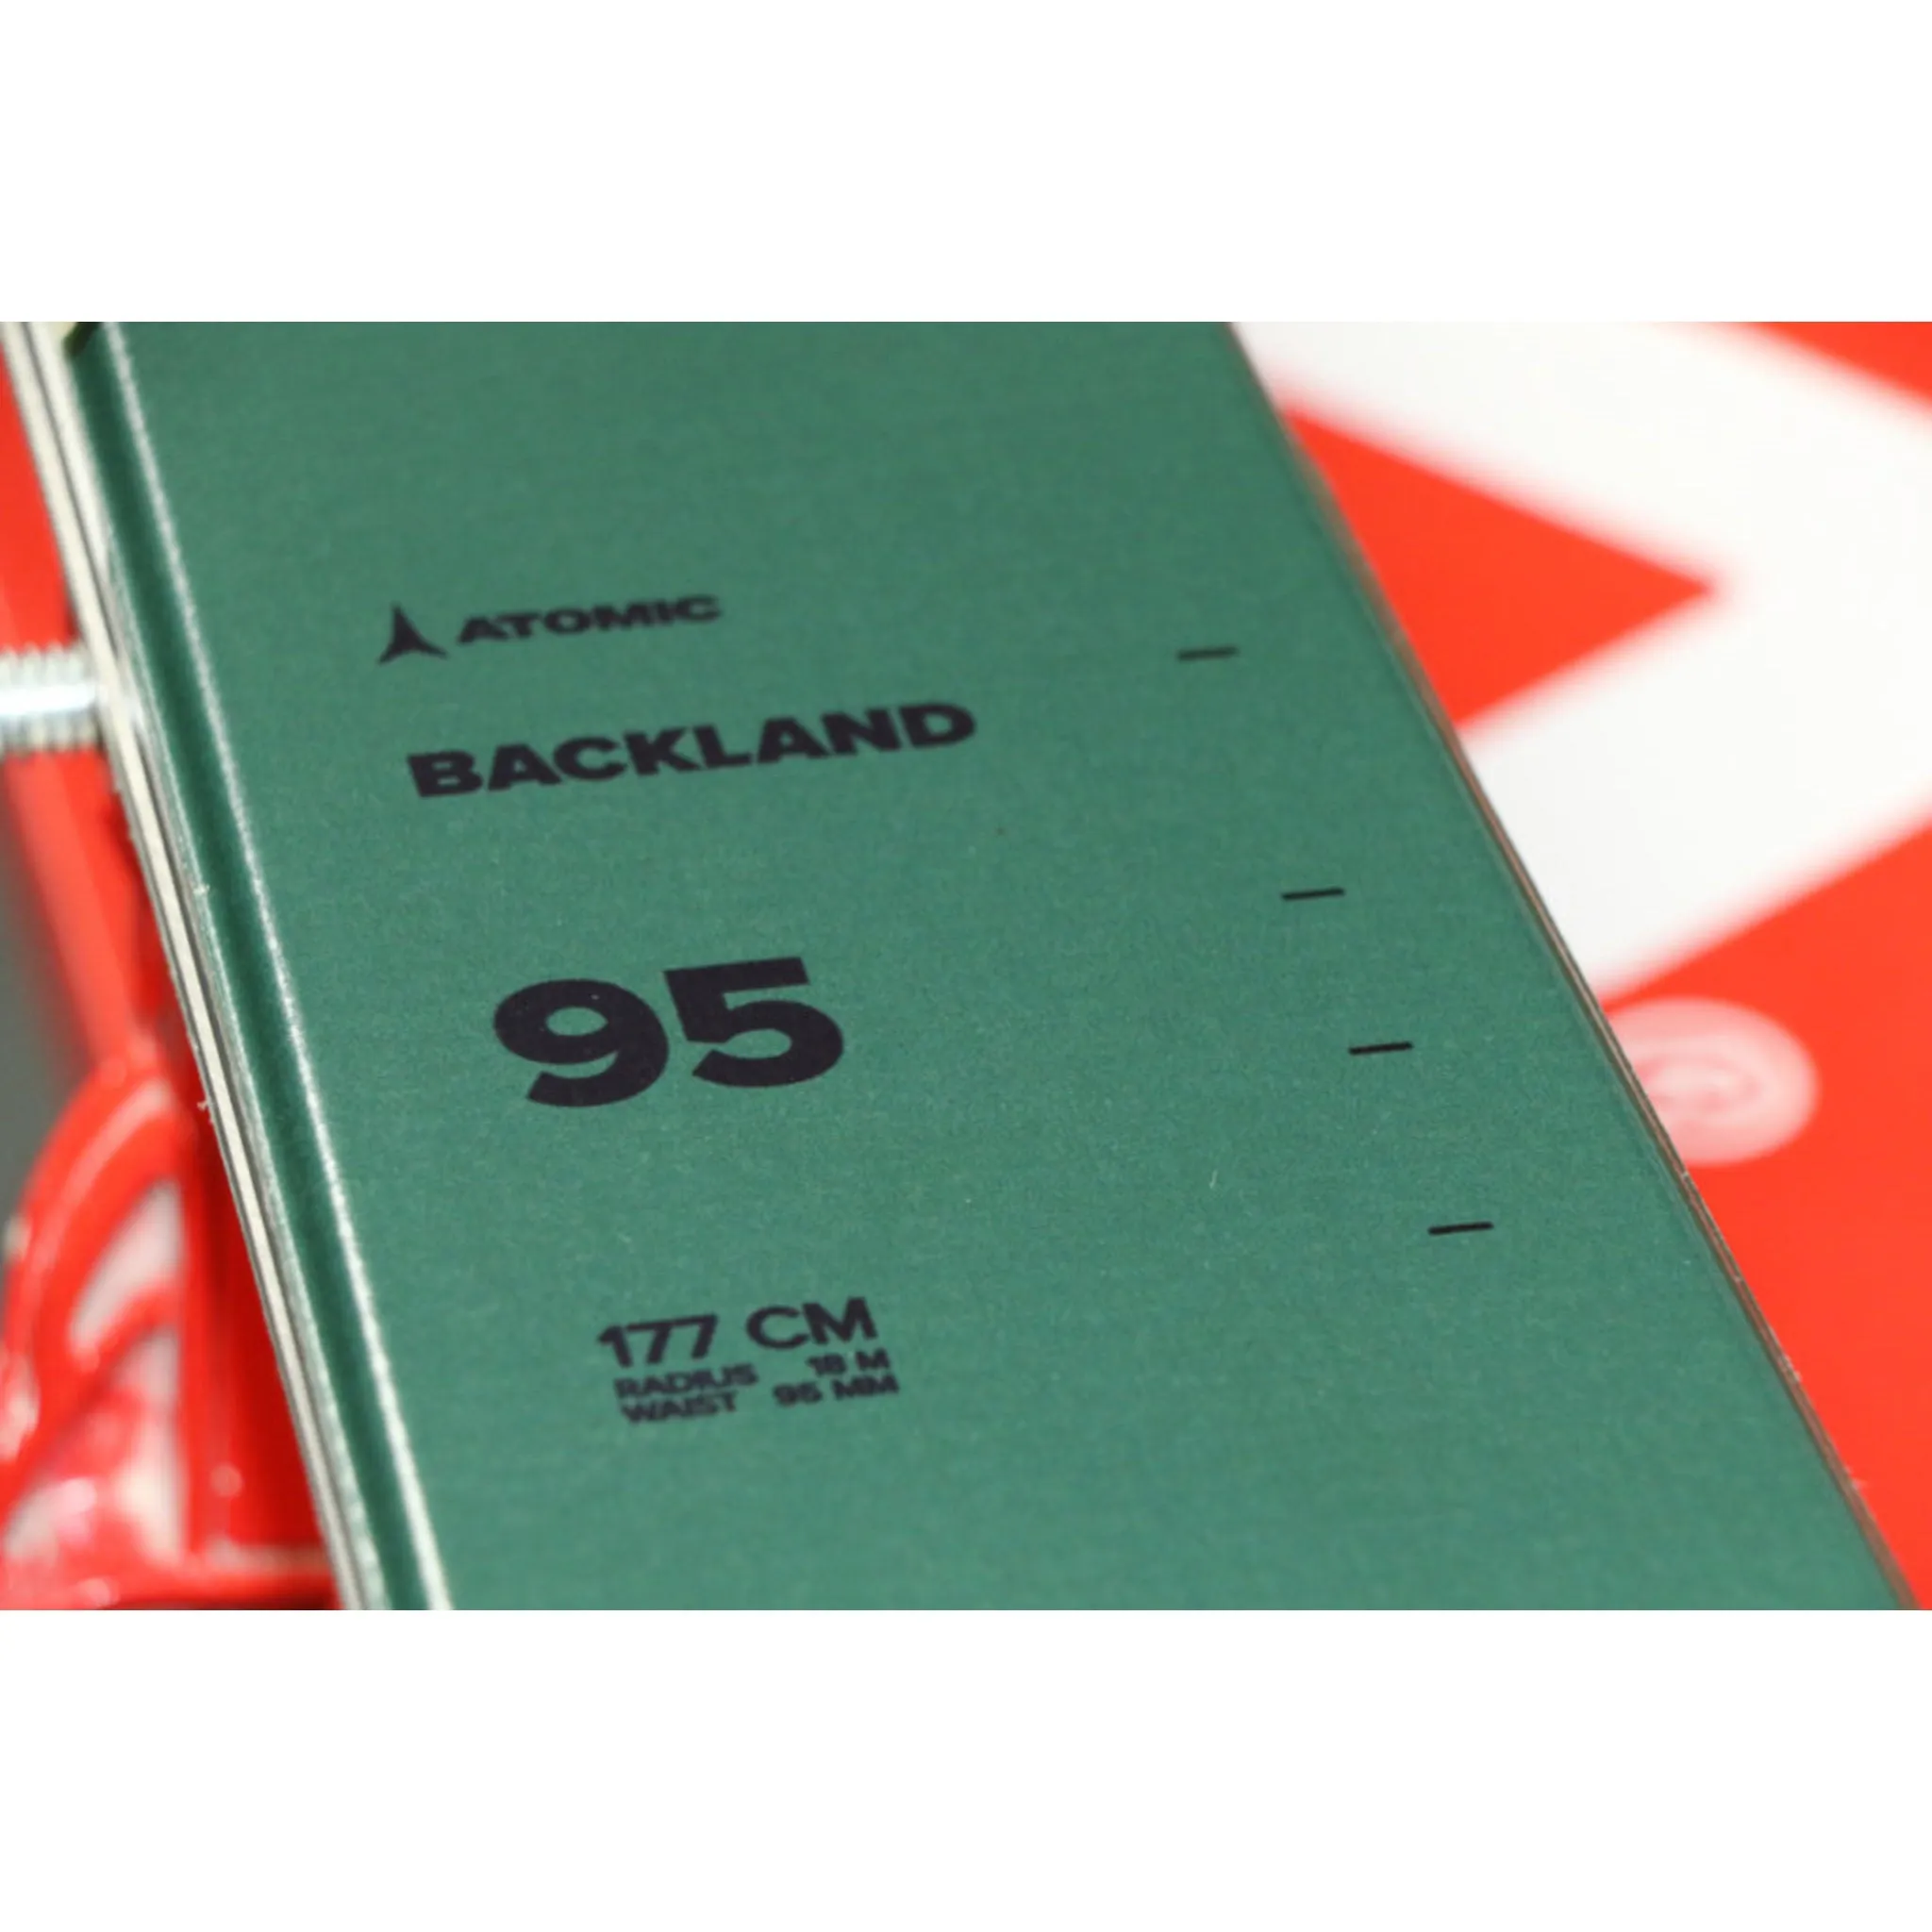 ATOMIC
BACKLAND
95
177 CM
RADIUS 18 M
WAIST 95 MM